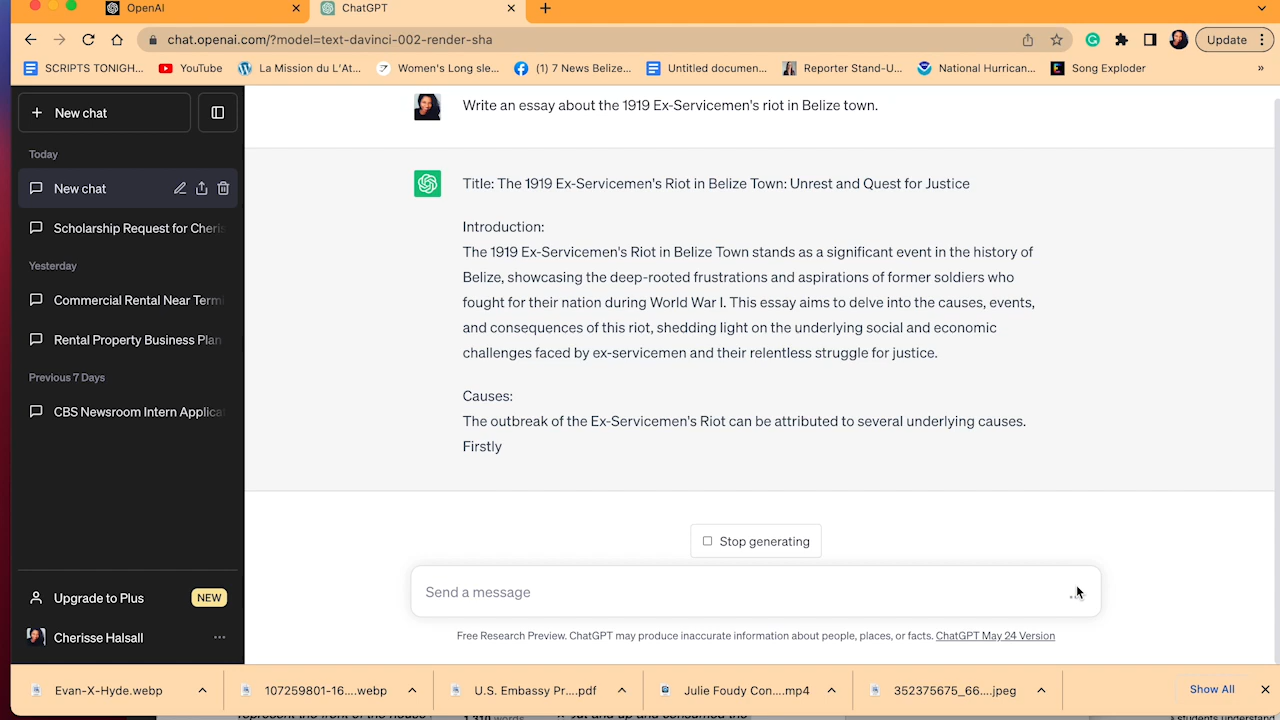 OpenAI
ChatGPT
chat.openai.com/?model=text-davinci-002-render-sha
Update
SCRIPTS TONIGH...
YouTube
La Mission du L'At...
Women's Long sle...
(1) 7 News Belize...
Untitled documen...
Reporter Stand-U...
National Hurrican...
Song Exploder
»
+ New chat
Today
New chat
Scholarship Request for Cheris
Yesterday
Commercial Rental Near Termi
Rental Property Business Plan
Previous 7 Days
CBS Newsroom Intern Applica
Upgrade to Plus
NEW
Cherisse Halsall
...
Write an essay about the 1919 Ex-Servicemen's riot in Belize town.
Title: The 1919 Ex-Servicemen's Riot in Belize Town: Unrest and Quest for Justice
Introduction:
The 1919 Ex-Servicemen's Riot in Belize Town stands as a significant event in the history of
Belize, showcasing the deep-rooted frustrations and aspirations of former soldiers who
fought for their nation during World War I. This essay aims to delve into the causes, events,
and consequences of this riot, shedding light on the underlying social and economic
challenges faced by ex-servicemen and their relentless struggle for justice.
Causes:
The outbreak of the Ex-Servicemen's Riot can be attributed to several underlying causes.
Firstly
Stop generating
Send a message
Free Research Preview. ChatGPT may produce inaccurate information about people, places, or facts. ChatGPT May 24 Version
Evan-X-Hyde.webp
107259801-16....webp
U.S. Embassy Pr....pdf
Julie Foudy Con....mp4
352375675_66....jpeg
Show All
1,310 words